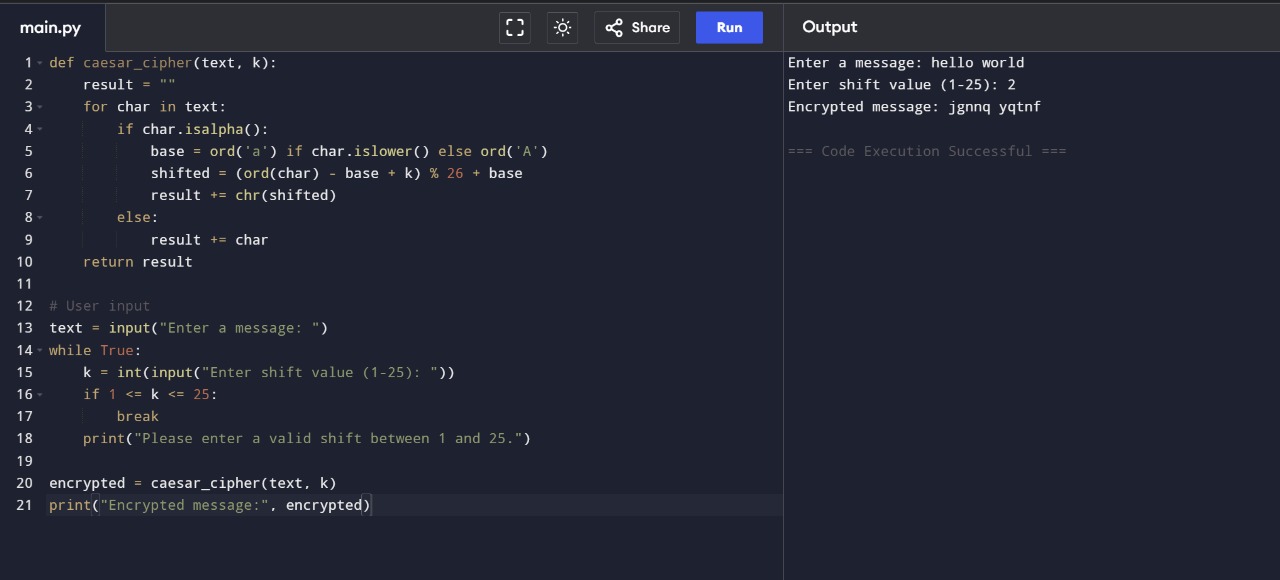 main.py
Share
Run
Output
1 def caesar_cipher(text, k):
2     result = ""
3     for char in text:
4         if char.isalpha():
5             base = ord('a') if char.islower() else ord('A')
6             shifted = (ord(char) - base + k) % 26 + base
7             result += chr(shifted)
8         else:
9             result += char
10     return result
11
12 # User input
13 text = input("Enter a message: ")
14 while True:
15     k = int(input("Enter shift value (1-25): "))
16     if 1 <= k <= 25:
17         break
18     print("Please enter a valid shift between 1 and 25.")
19
20 encrypted = caesar_cipher(text, k)
21 print("Encrypted message:", encrypted)
Enter a message: hello world
Enter shift value (1-25): 2
Encrypted message: jgnnq yqtnf
=== Code Execution Successful ===